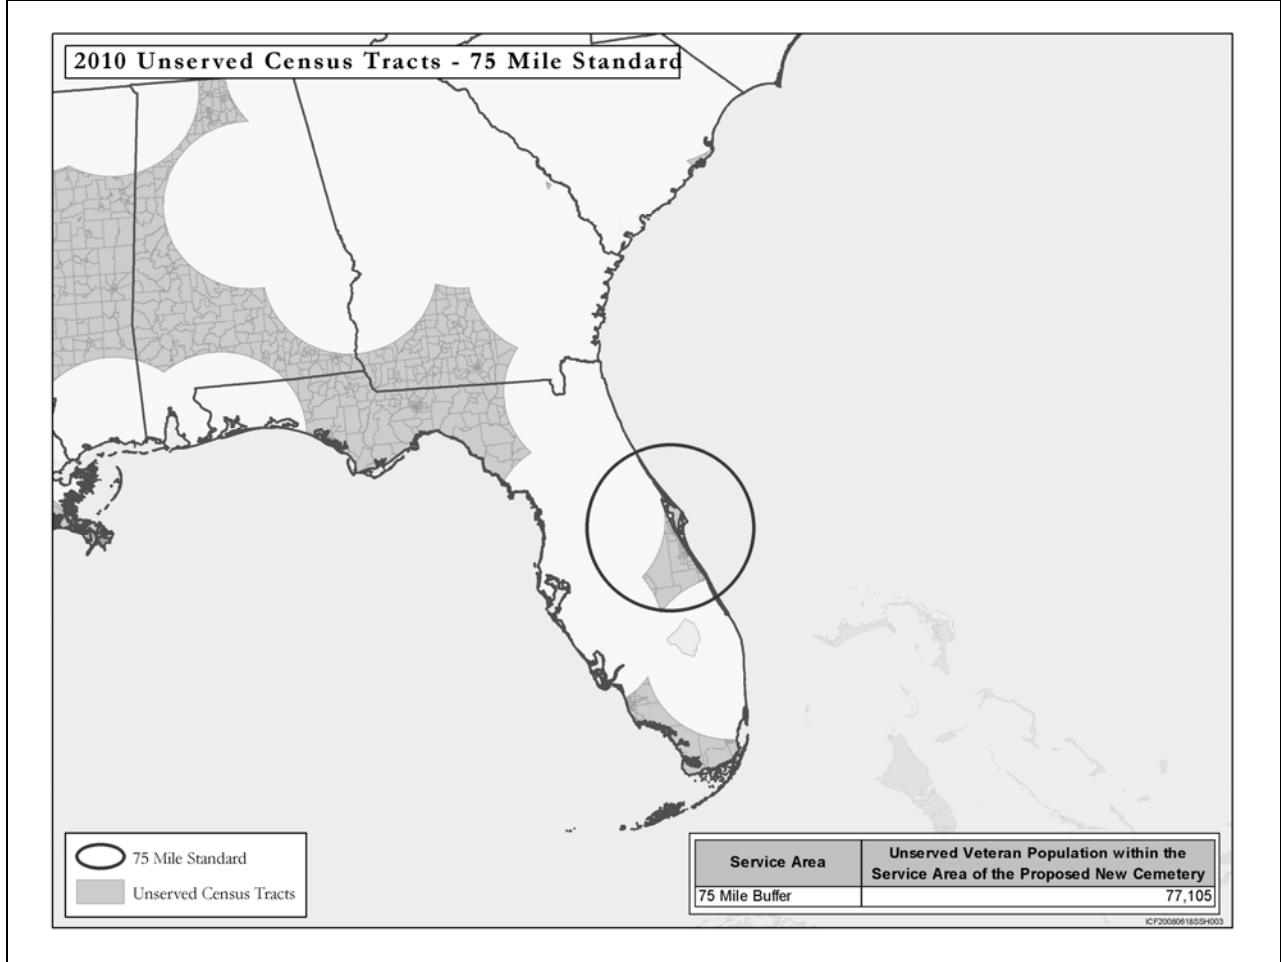 2010 Unserved Census Tracts - 75 Mile Standard
75 Mile Standard
Unserved Census Tracts
Service Area
Unserved Veteran Population within the
Service Area of the Proposed New Cemetery
75 Mile Buffer 77,105
ICF20080618SSH003